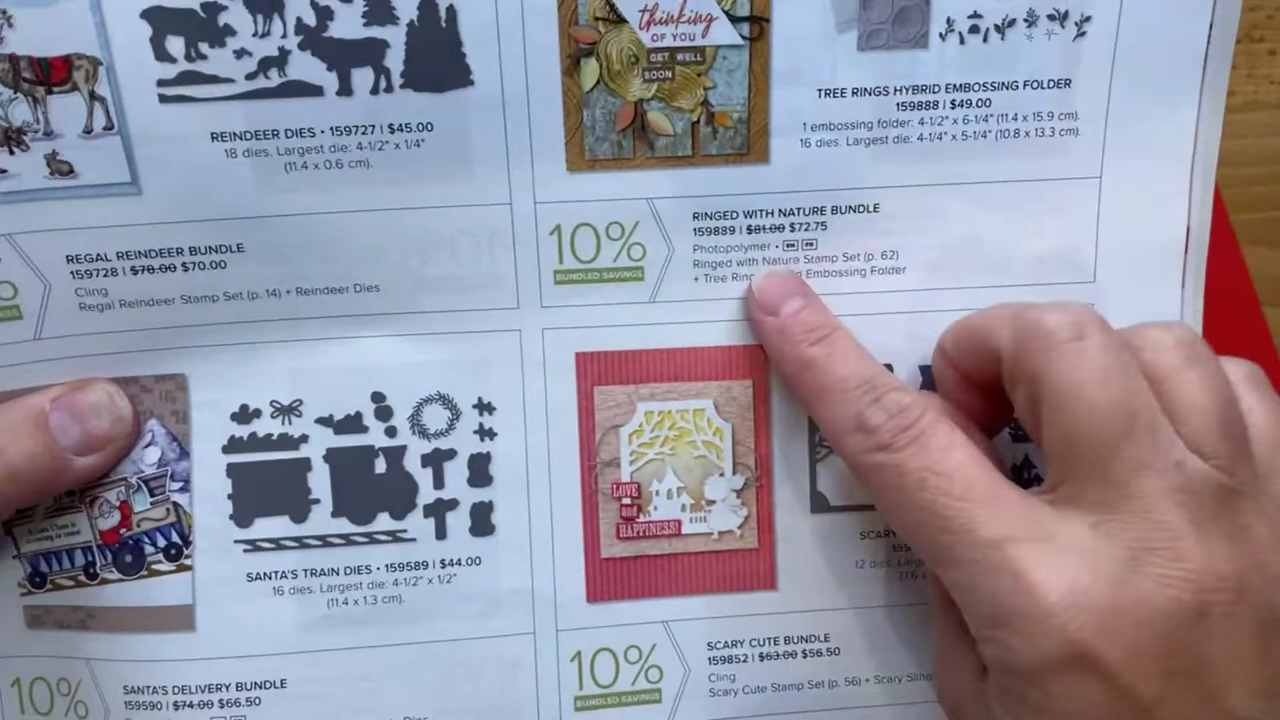 thinking
OF YOU
GET WELL
SOON
REINDEER DIES • 159727 | $45.00
18 dies. Largest die: 4-1/2" x 1/4"
(11.4 x 0.6 cm).
TREE RINGS HYBRID EMBOSSING FOLDER
159888 | $49.00
1 embossing folder: 4-1/2" x 6-1/4" (11.4 x 15.9 cm).
16 dies. Largest die: 4-1/4" x 5-1/4" (10.8 x 13.3 cm).
REGAL REINDEER BUNDLE
159728 | $78.00 $70.00
Cling
Regal Reindeer Stamp Set (p. 14) + Reindeer Dies
10%
BUNDLED SAVINGS
RINGED WITH NATURE BUNDLE
159889 | $81.00 $72.75
Photopolymer • EN FR
Ringed with Nature Stamp Set (p. 62)
+ Tree Embossing Folder
SANTA'S TRAIN DIES • 159589 | $44.00
16 dies. Largest die: 4-1/2" x 1/2"
(11.4 x 1.3 cm).
LOVE
and
HAPPINESS!
SCARY
12 dies.
10%
SANTA'S DELIVERY BUNDLE
159590 | $74.00 $66.50
10%
BUNDLED SAVINGS
SCARY CUTE BUNDLE
159852 | $63.00 $56.50
Cling
Scary Cute Stamp Set (p. 56) + Scary